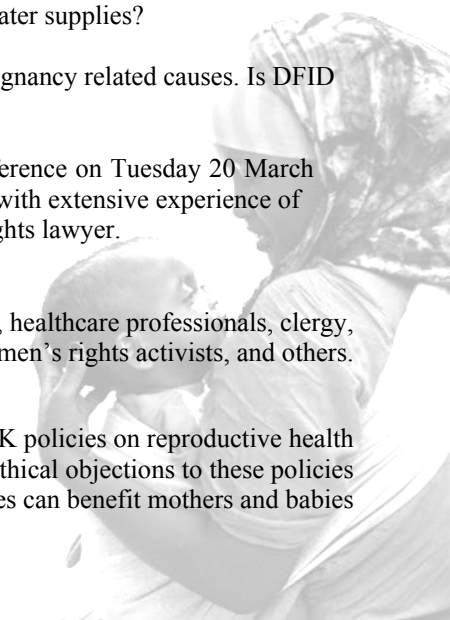 ater supplies?
gnancy related causes. Is DFID
ference on Tuesday 20 March
with extensive experience of
ghts lawyer.
, healthcare professionals, clergy,
men’s rights activists, and others.
K policies on reproductive health
thical objections to these policies
es can benefit mothers and babies